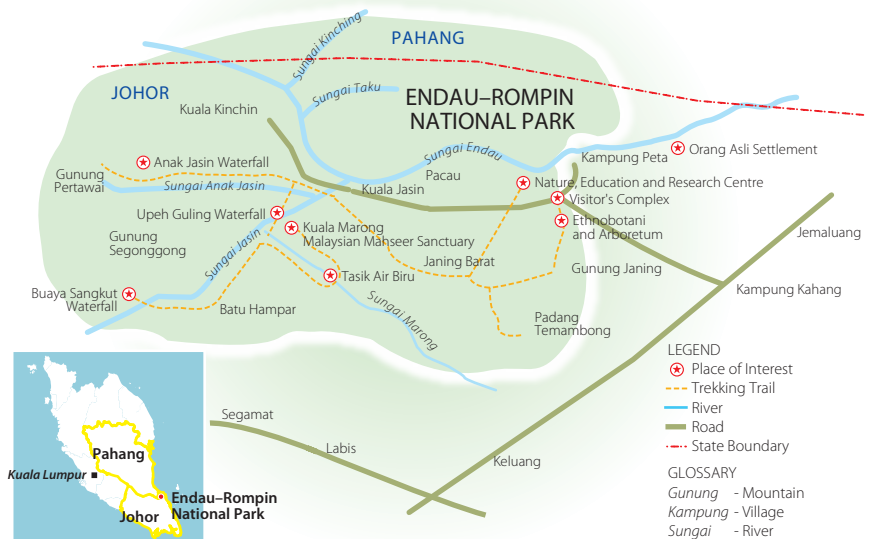 PAHANG
JOHOR
Sungai Kinching
Sungai Taku
Kuala Kinchin
ENDAU–ROMPIN
NATIONAL PARK
Sungai Endau
Kampung Peta
Orang Asli Settlement
Anak Jasin Waterfall
Gunung
Pertawai
Sungai Anak Jasin
Pacau
Kuala Jasin
Nature, Education and Research Centre
Visitor's Complex
Upeh Guling Waterfall
Kuala Marong
Malaysian Mahseer Sanctuary
Ethnobotani
and Arboretum
Jemaluang
Gunung
Segonggong
Sungai Jasin
Janing Barat
Gunung Janing
Tasik Air Biru
Kampung Kahang
Buaya Sangkut
Waterfall
Batu Hampar
Sungai Marong
Padang
Temambong
Segamat
Labis
Keluang
LEGEND
Place of Interest
Trekking Trail
River
Road
State Boundary
GLOSSARY
Gunung - Mountain
Kampung - Village
Sungai - River
Pahang
Kuala Lumpur
Johor
Endau–Rompin
National Park